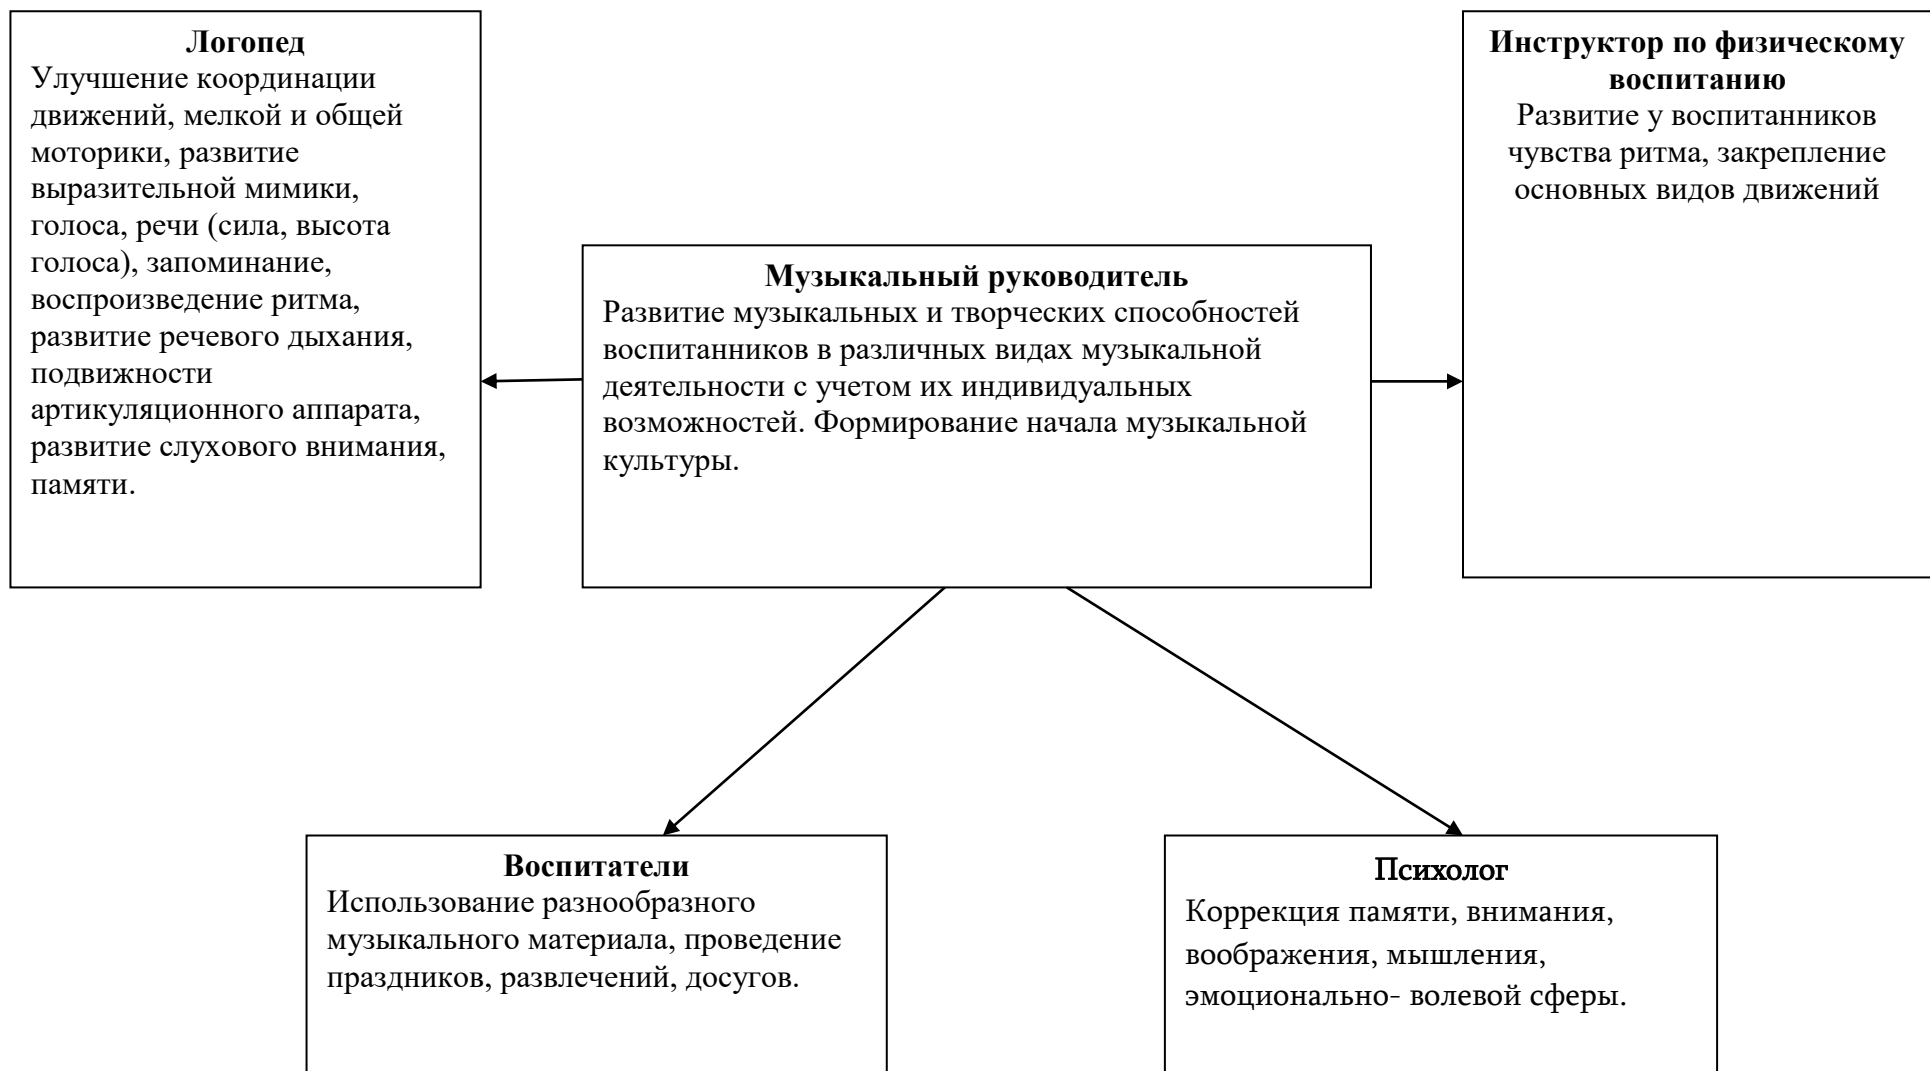 Логопед
Улучшение координации
движений, мелкой и общей
моторики, развитие
выразительной мимики,
голоса, речи (сила, высота
голоса), запоминание,
воспроизведение ритма,
развитие речевого дыхания,
подвижности
артикуляционного аппарата,
развитие слухового внимания,
памяти.
Музыкальный руководитель
Развитие музыкальных и творческих способностей
воспитанников в различных видах музыкальной
деятельности с учетом их индивидуальных
возможностей. Формирование начала музыкальной
культуры.
Инструктор по физическому
воспитанию
Развитие у воспитанников
чувства ритма, закрепление
основных видов движений
Воспитатели
Использование разнообразного
музыкального материала, проведение
праздников, развлечений, досугов.
Психолог
Коррекция памяти, внимания,
воображения, мышления,
эмоционально- волевой сферы.